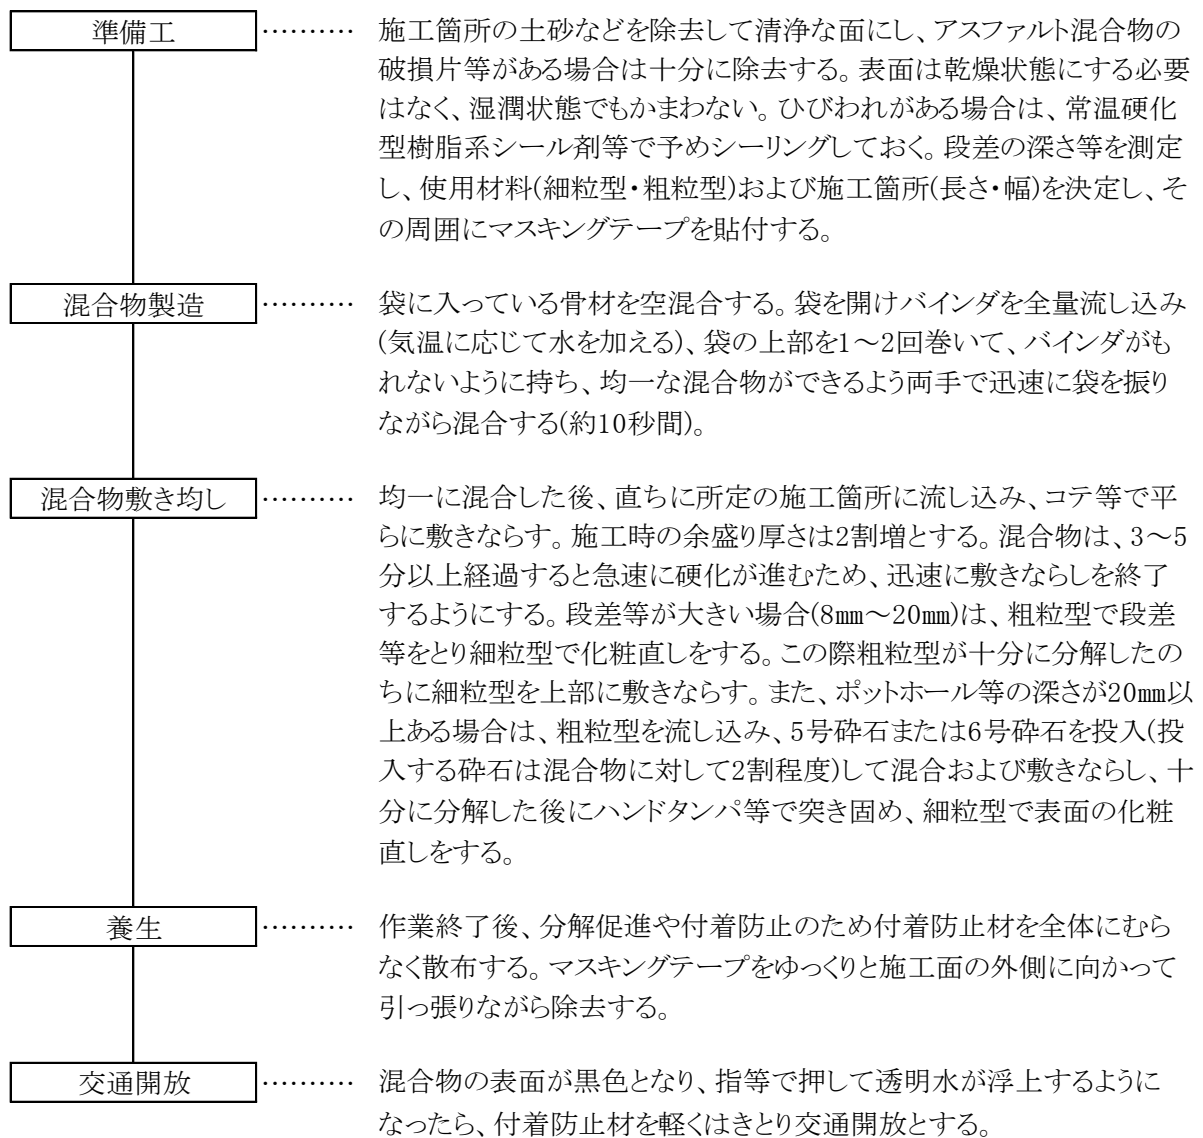 準備工 ‥‥‥‥‥ 施工箇所の土砂などを除去して清浄な面にし、アスファルト混合物の
破損片等がある場合は十分に除去する。表面は乾燥状態にする必要
はなく、湿潤状態でもかまわない。ひびわれがある場合は、常温硬化
型樹脂系シール剤等で予めシーリングしておく。段差の深さ等を測定
し、使用材料(細粒型・粗粒型)および施工箇所(長さ・幅)を決定し、そ
の周囲にマスキングテープを貼付する。
混合物製造 ‥‥‥‥‥ 袋に入っている骨材を空混合する。袋を開けバインダを全量流し込み
(気温に応じて水を加える)、袋の上部を1～2回巻いて、バインダがも
れないように持ち、均一な混合物ができるよう両手で迅速に袋を振り
ながら混合する(約10秒間)。
混合物敷き均し ‥‥‥‥‥ 均一に混合した後、直ちに所定の施工箇所に流し込み、コテ等で平
らに敷きならす。施工時の余盛り厚さは2割増とする。混合物は、3～5
分以上経過すると急速に硬化が進むため、迅速に敷きならしを終了
するようにする。段差等が大きい場合(8㎜～20㎜)は、粗粒型で段差
等をとり細粒型で化粧直しをする。この際粗粒型が十分に分解したの
ちに細粒型を上部に敷きならす。また、ポットホール等の深さが20㎜以
上ある場合は、粗粒型を流し込み、5号砕石または6号砕石を投入(投
入する砕石は混合物に対して2割程度)して混合および敷きならし、十
分に分解した後にハンドタンパ等で突き固め、細粒型で表面の化粧
直しをする。
養生 ‥‥‥‥‥ 作業終了後、分解促進や付着防止のため付着防止材を全体にむら
なく散布する。マスキングテープをゆっくりと施工面の外側に向かって
引っ張りながら除去する。
交通開放 ‥‥‥‥‥ 混合物の表面が黒色となり、指等で押して透明水が浮上するように
なったら、付着防止材を軽くはきとり交通開放とする。